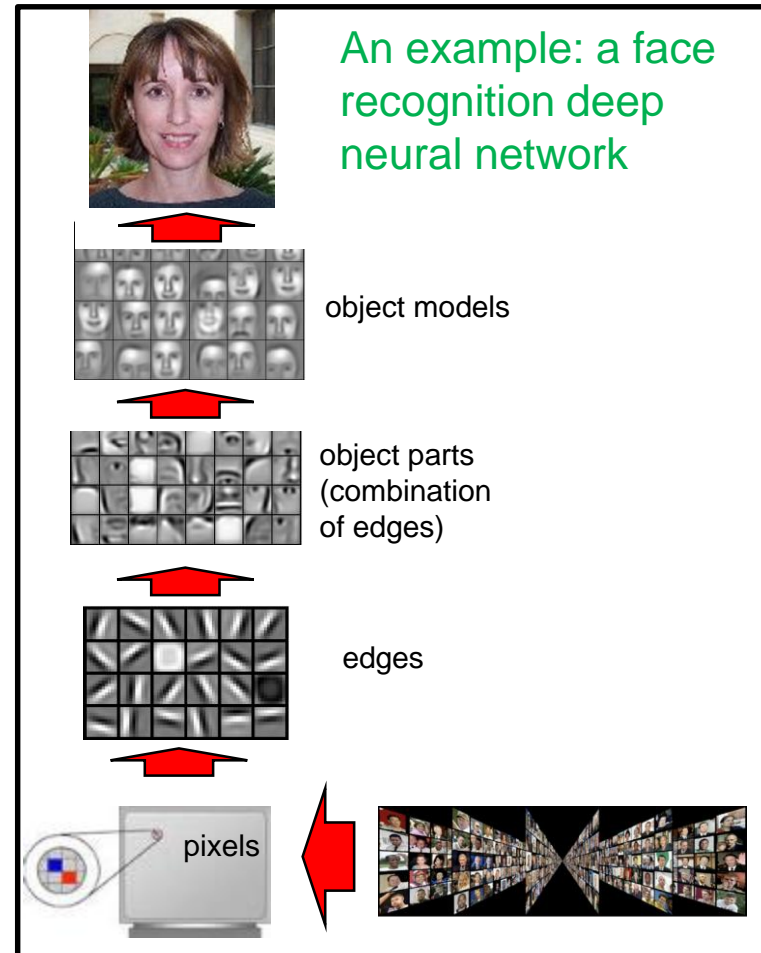 An example: a face
recognition deep
neural network
object models
object parts
(combination
of edges)
edges
pixels